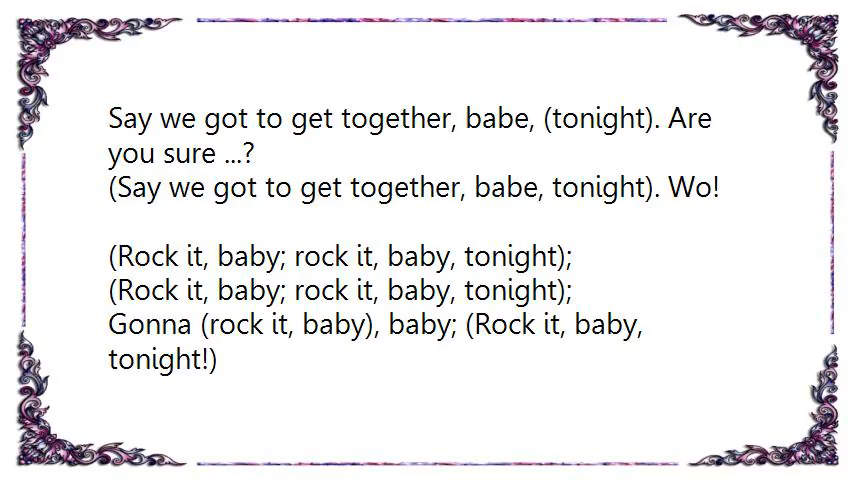 Say we got to get together, babe, (tonight). Are
you sure ...?
(Say we got to get together, babe, tonight). Wo!
(Rock it, baby; rock it, baby, tonight);
(Rock it, baby; rock it, baby, tonight);
Gonna (rock it, baby), baby; (Rock it, baby,
tonight!)